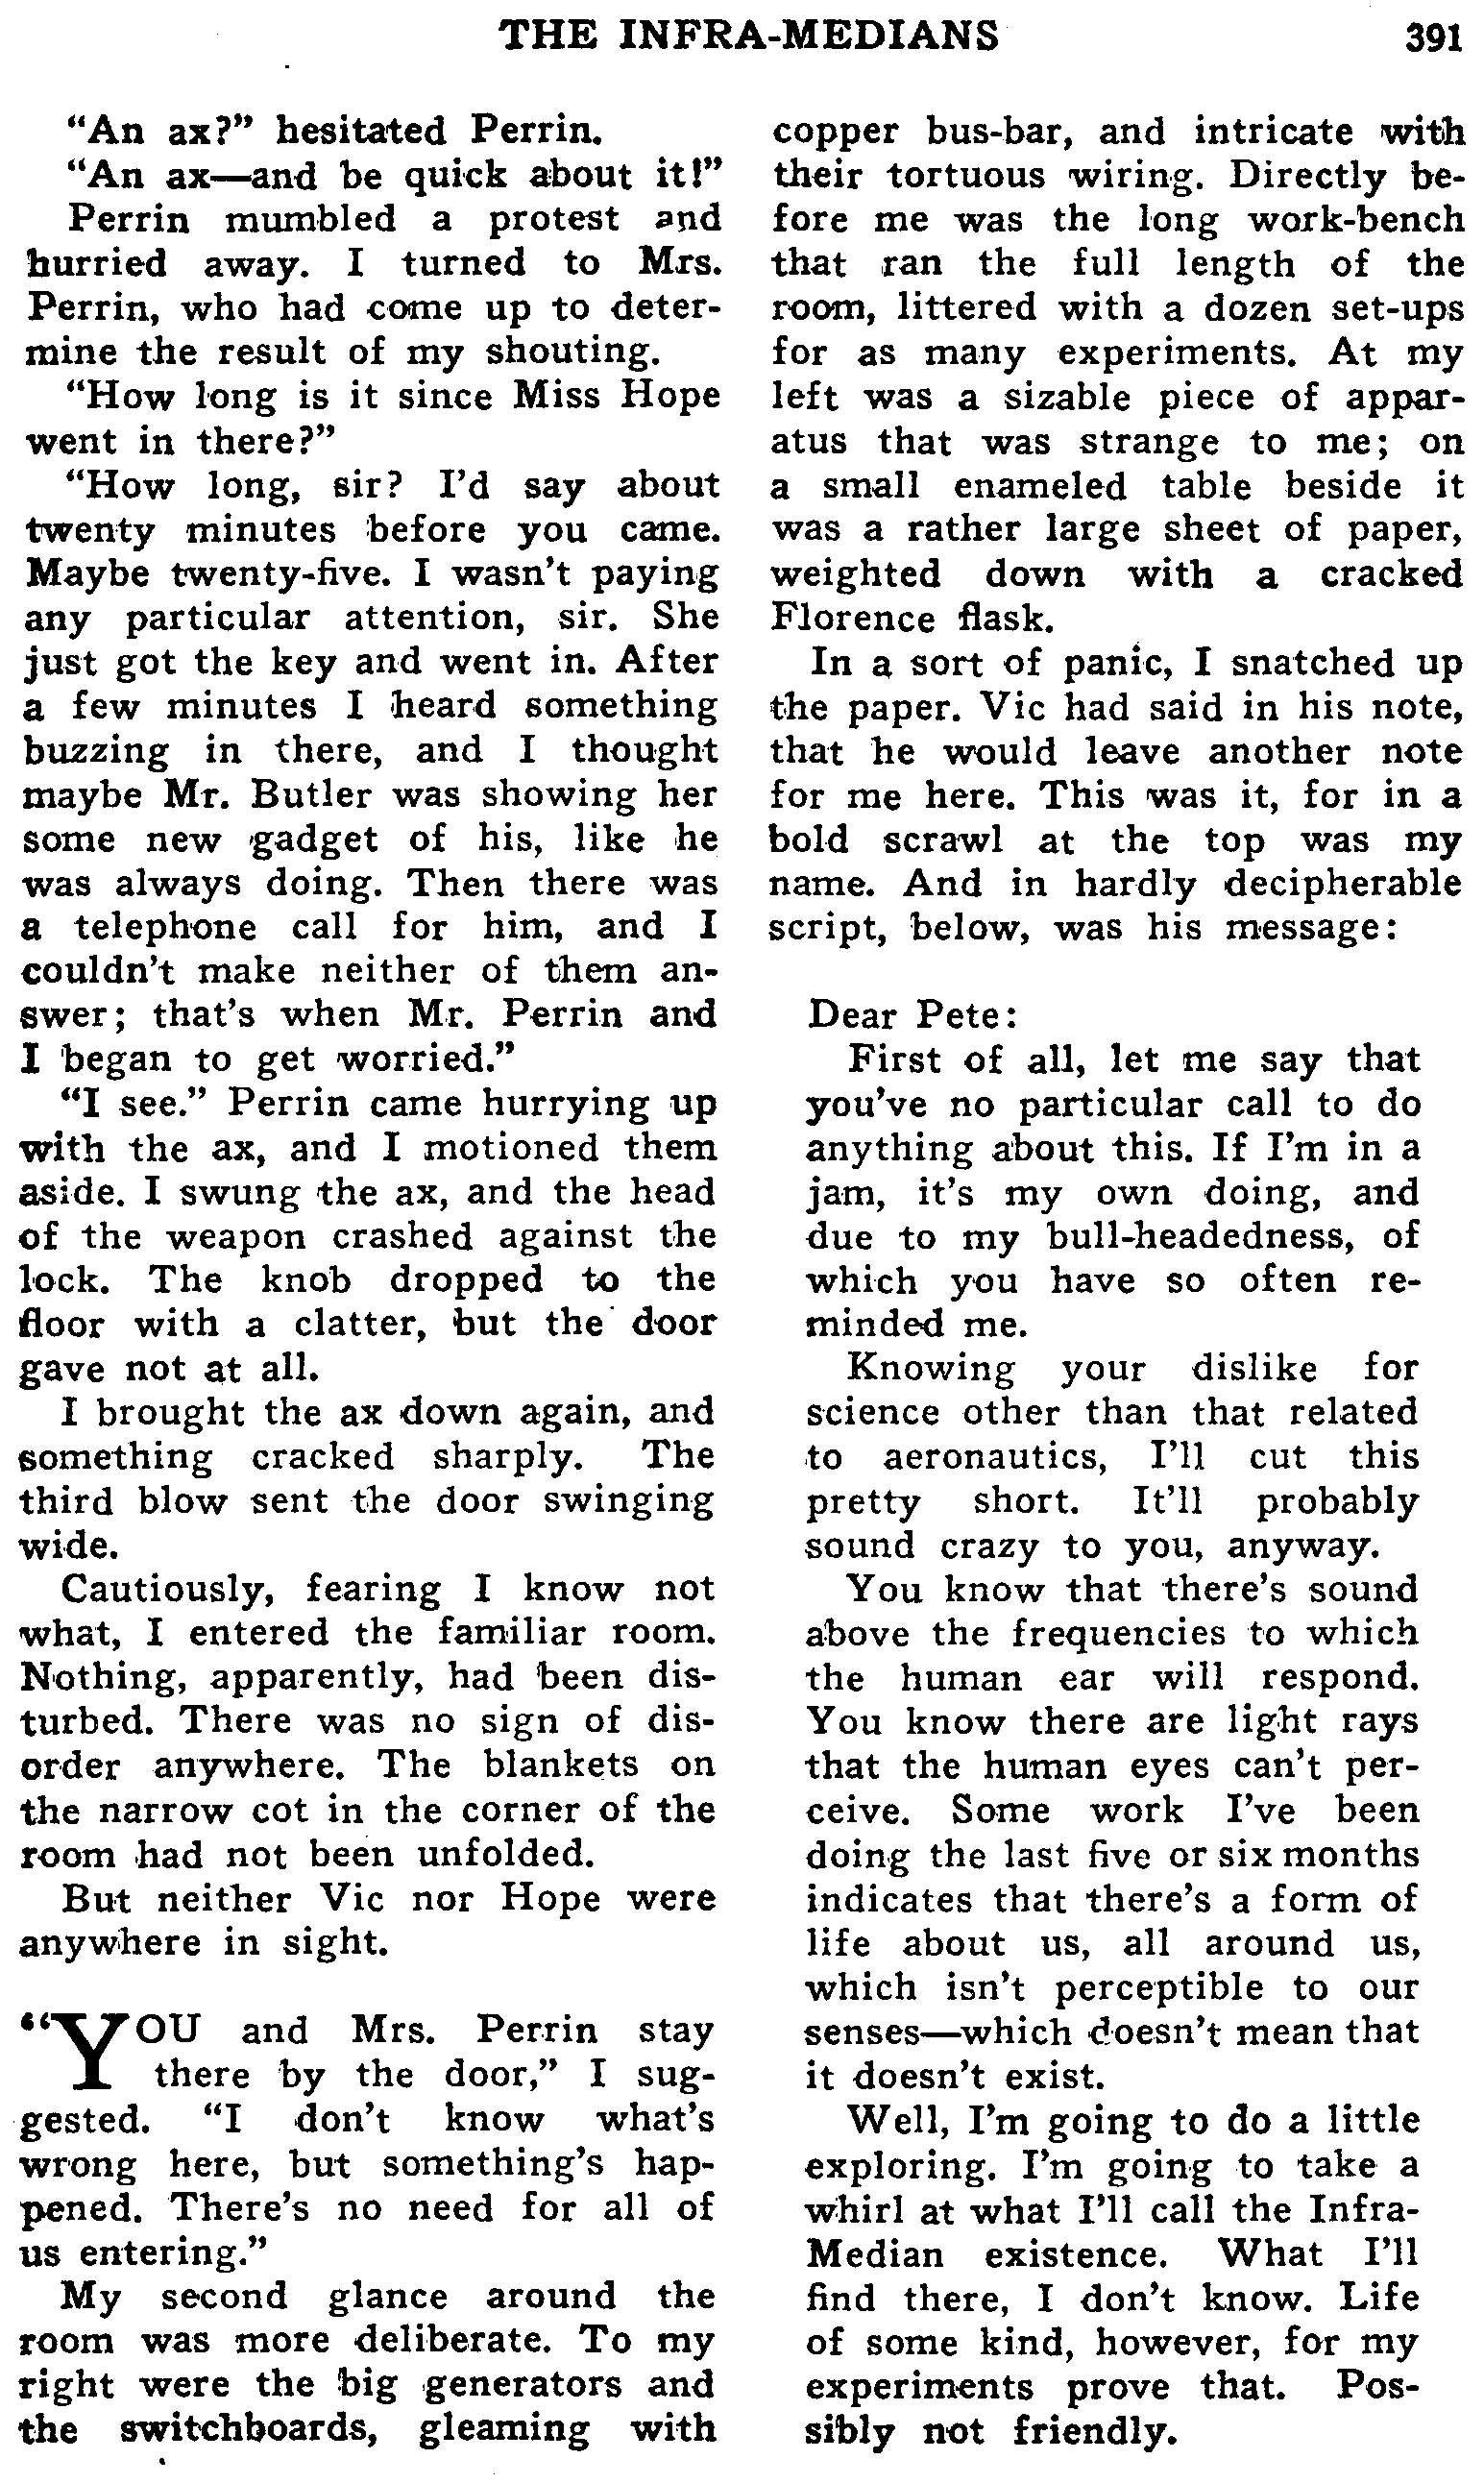 THE INFRA-MEDIANS 391
“An ax?” hesitated Perrin.
“An ax—and be quick about it!”
Perrin mumbled a protest and
hurried away. I turned to Mrs.
Perrin, who had come up to deter-
mine the result of my shouting.
“How long is it since Miss Hope
went in there?”
“How long, sir? I’d say about
twenty minutes before you came.
Maybe twenty-five. I wasn’t paying
any particular attention, sir. She
just got the key and went in. After
a few minutes I heard something
buzzing in there, and I thought
maybe Mr. Butler was showing her
some new gadget of his, like he
was always doing. Then there was
a telephone call for him, and I
couldn’t make neither of them an-
swer; that’s when Mr. Perrin and
I began to get worried.”
“I see.” Perrin came hurrying up
with the ax, and I motioned them
aside. I swung the ax, and the head
of the weapon crashed against the
lock. The knob dropped to the
floor with a clatter, but the door
gave not at all.
I brought the ax down again, and
something cracked sharply. The
third blow sent the door swinging
wide.
Cautiously, fearing I know not
what, I entered the familiar room.
Nothing, apparently, had been dis-
turbed. There was no sign of dis-
order anywhere. The blankets on
the narrow cot in the corner of the
room had not been unfolded.
But neither Vic nor Hope were
anywhere in sight.
“YOU and Mrs. Perrin stay
there by the door,” I sug-
gested. “I don’t know what’s
wrong here, but something’s hap-
pened. There’s no need for all of
us entering.”
My second glance around the
room was more deliberate. To my
right were the big generators and
the switchboards, gleaming with
copper bus-bar, and intricate with
their tortuous wiring. Directly be-
fore me was the long work-bench
that ran the full length of the
room, littered with a dozen set-ups
for as many experiments. At my
left was a sizable piece of appar-
atus that was strange to me; on
a small enameled table beside it
was a rather large sheet of paper,
weighted down with a cracked
Florence flask.
In a sort of panic, I snatched up
the paper. Vic had said in his note,
that he would leave another note
for me here. This was it, for in a
bold scrawl at the top was my
name. And in hardly decipherable
script, below, was his message:
Dear Pete:
First of all, let me say that
you’ve no particular call to do
anything about this. If I’m in a
jam, it’s my own doing, and
due to my bull-headedness, of
which you have so often re-
minded me.
Knowing your dislike for
science other than that related
to aeronautics, I’ll cut this
pretty short. It’ll probably
sound crazy to you, anyway.
You know that there’s sound
above the frequencies to which
the human ear will respond.
You know there are light rays
that the human eyes can’t per-
ceive. Some work I’ve been
doing the last five or six months
indicates that there’s a form of
life about us, all around us,
which isn’t perceptible to our
senses—which doesn’t mean that
it doesn’t exist.
Well, I’m going to do a little
exploring. I’m going to take a
whirl at what I’ll call the Infra-
Median existence. What I’ll
find there, I don’t know. Life
of some kind, however, for my
experiments prove that. Pos-
sibly not friendly.